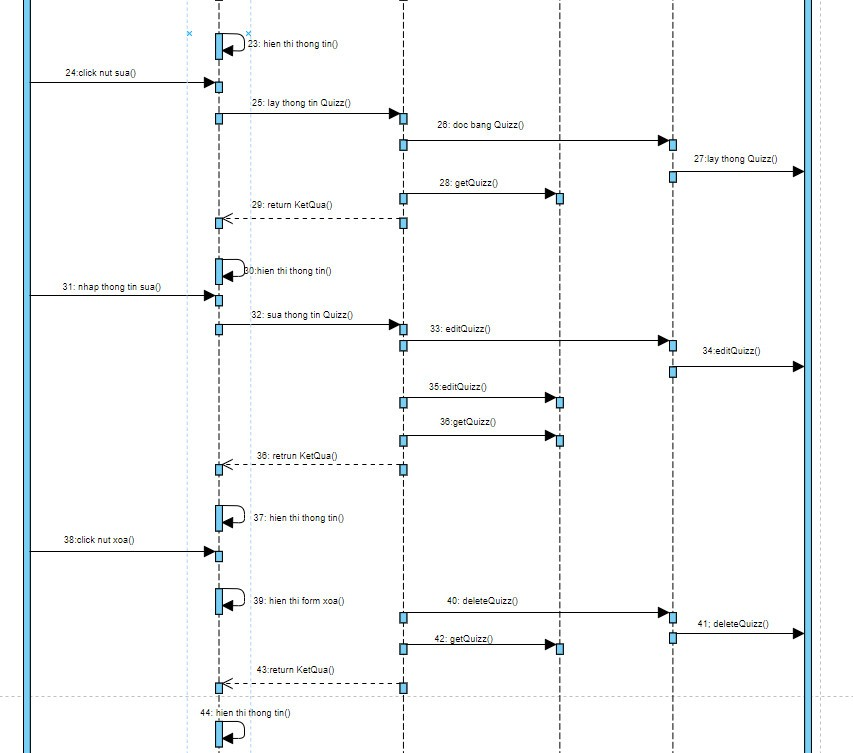 23: hien thi thong tin()
24:click nut sua()
25: lay thong tin Quizz()
26: doc bang Quizz()
27:lay thong Quizz()
28: getQuizz()
29: return KetQua()
30:hien thi thong tin()
31: nhap thong tin sua()
32: sua thong tin Quizz()
33: editQuizz()
34:editQuizz()
35:editQuizz()
36:getQuizz()
36: retrun KetQua()
37: hien thi thong tin()
38:click nut xoa()
39: hien thi form xoa()
40: deleteQuizz()
41; deleteQuizz()
42: getQuizz()
43:return KetQua()
44: hien thi thong tin()